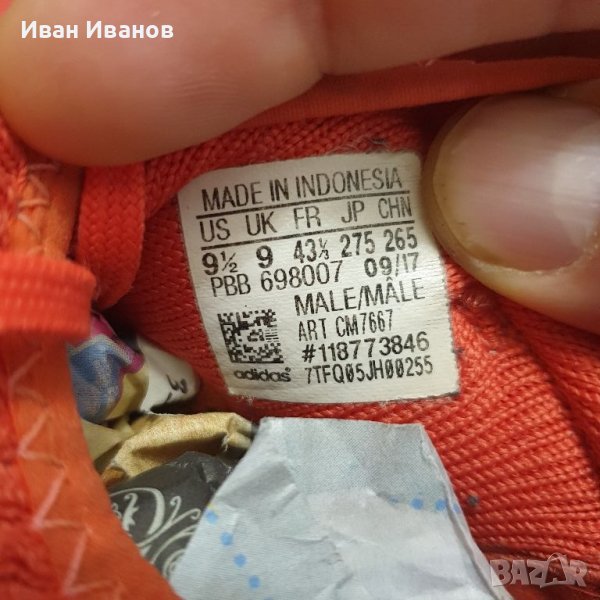 Иван Иванов
MADE IN INDONESIA
US UK FR JP CHN
9½ 9 43⅓ 275 265
PBB 698007 09/17
MALE/MÂLE
ART CM7667
#118773846
adidas® 7TFQ05JH00255
BAZAR